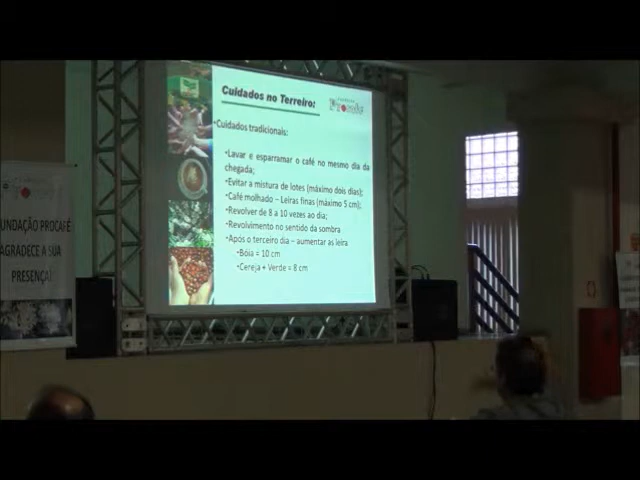 Cuidados no Terreiro:
Procafé
•Cuidados tradicionais:
•Lavar e esparramar o café no mesmo dia da
chegada;
•Evitar a mistura de lotes (máximo dois dias);
•Café molhado – Leiras finas (máximo 5 cm);
•Revolver de 8 a 10 vezes ao dia;
•Revolvimento no sentido da sombra
•Após o terceiro dia – aumentar as leira
•Boia = 10 cm
•Cereja + Verde = 8 cm
UNDAÇÃO PROCAFÉ
AGRADECE A SUA
PRESENÇA!